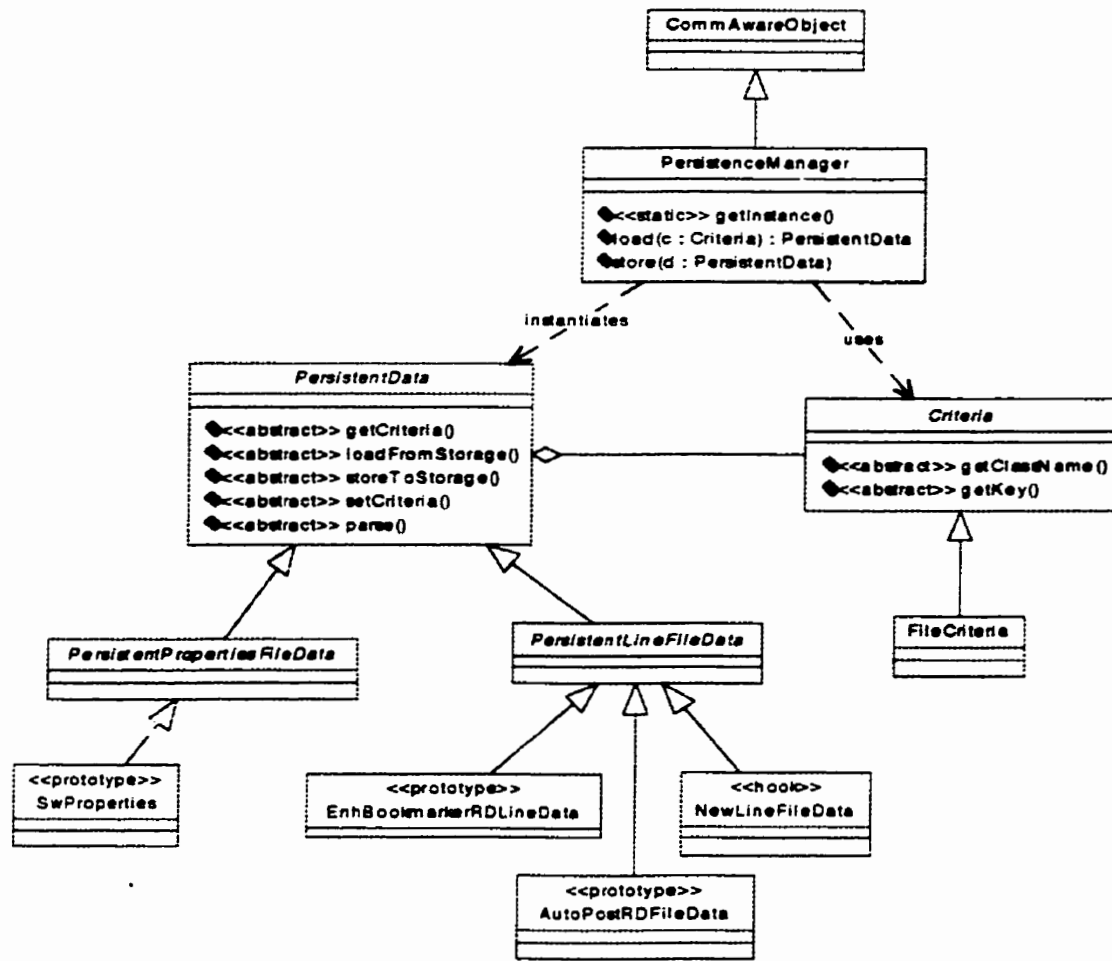 CommAwareObject
PersistenceManager
<<static>> getInstance()
load(c : Criteria) : PersistentData
store(d : PersistentData)
instantiates
uses
PersistentData
<<abstract>> getCriteria()
<<abstract>> loadFromStorage()
<<abstract>> storeToStorage()
<<abstract>> setCriteria()
<<abstract>> parse()
Criteria
<<abstract>> getClassName()
<<abstract>> getKey()
PersistentPropertiesFileData
PersistentLineFileData
FileCriteria
<<prototype>>
SwProperties
<<prototype>>
EnhBookmarkerRDLineData
<<hook>>
NewLineFileData
<<prototype>>
AutoPostRDFileData